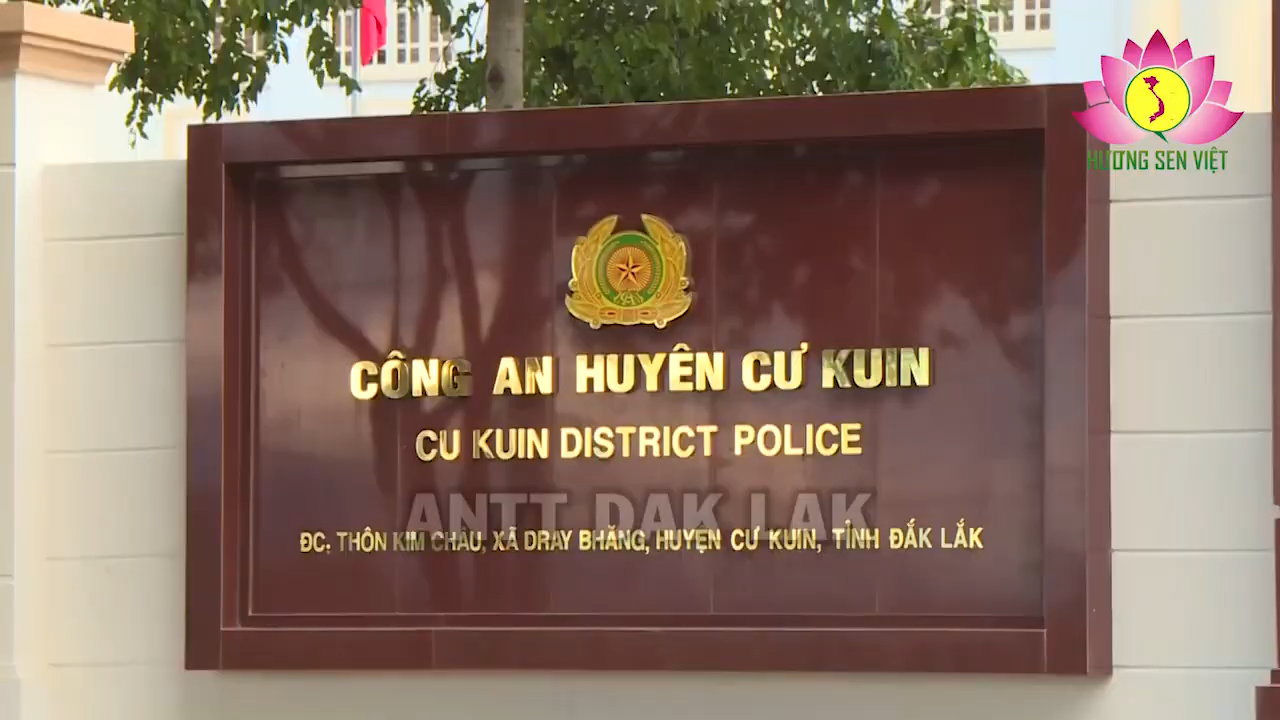 HƯƠNG SEN VIỆT
CÔNG AN HUYÊN CƯ KUIN
CU KUIN DISTRICT POLICE
ANTT DAK LAK
ĐC: THÔN KIM CHÂU, XÃ DRAY BHĂNG, HUYỆN CƯ KUIN, TỈNH ĐẮK LẮK